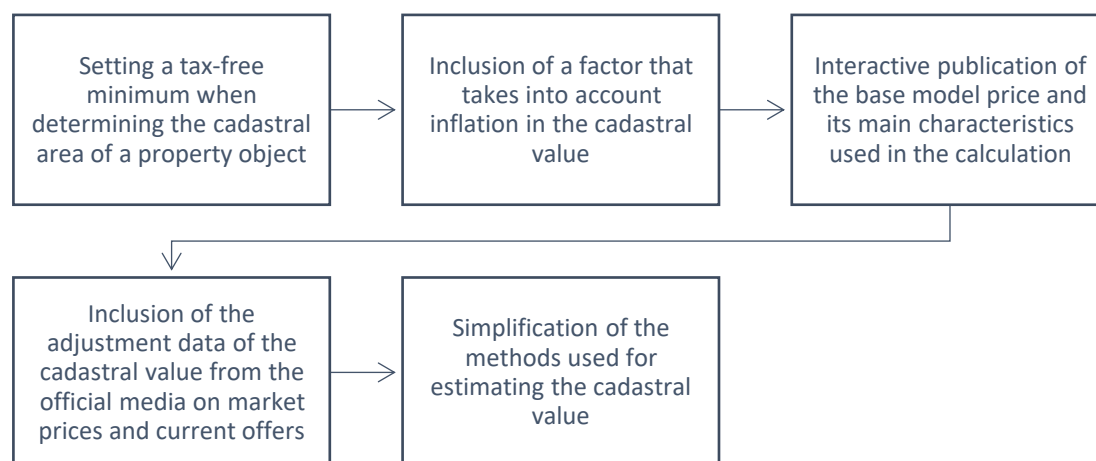 Setting a tax-free
minimum when
determining the cadastral
area of a property object
Inclusion of a factor that
takes into account
inflation in the cadastral
value
Interactive publication of
the base model price and
its main characteristics
used in the calculation
Inclusion of the
adjustment data of the
cadastral value from the
official media on market
prices and current offers
Simplification of the
methods used for
estimating the cadastral
value